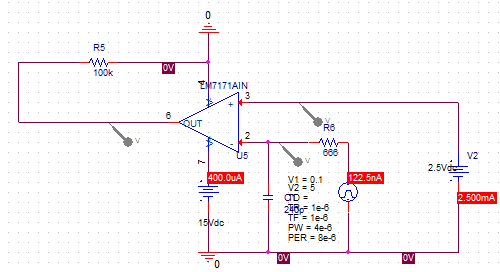 0
R5
100k
0V
4
LM7171AIN
3
+
6
OUT
V
V
R6
2
-
666
U5
V
V2
7
400.0uA
V1 = 0.1
122.5nA
2.5Vdc
V2 = 5
TR = 1e-6
2.500mA
TF = 1e-6
15Vdc
PW = 4e-6
PER = 8e-6
0
0V
0V